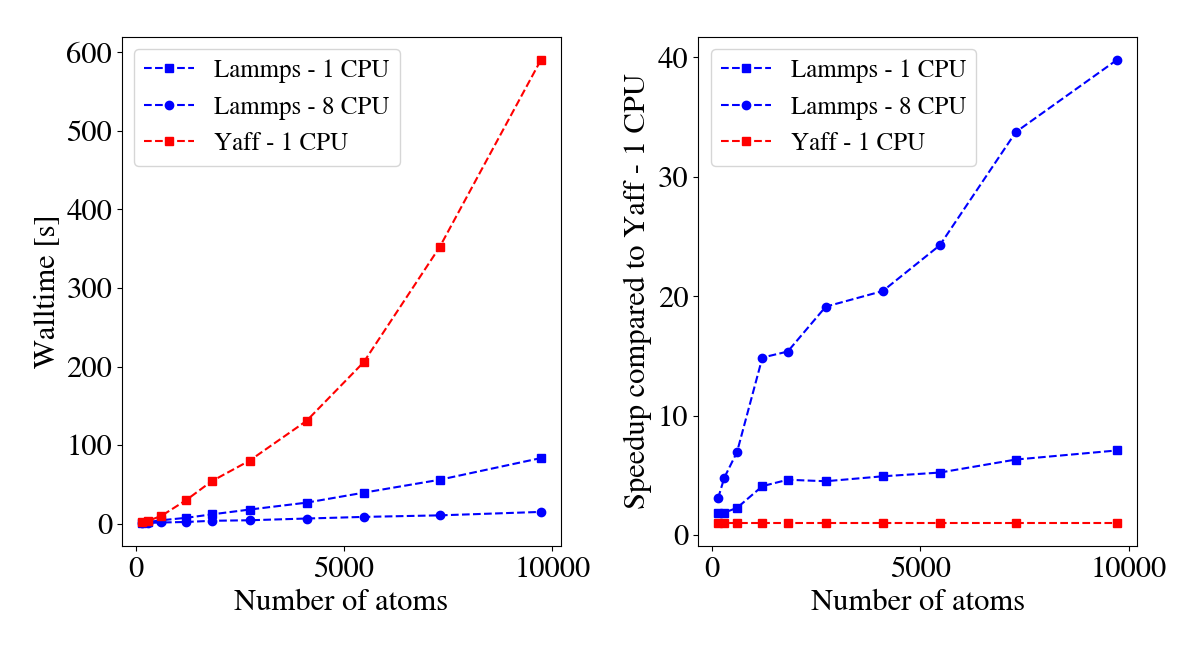 Lammps - 1 CPU
Lammps - 8 CPU
Yaff - 1 CPU
600
500
400
300
200
100
0
Walltime [s]
0
5000
10000
Number of atoms
Lammps - 1 CPU
Lammps - 8 CPU
Yaff - 1 CPU
40
30
20
10
0
Speedup compared to Yaff - 1 CPU
0
5000
10000
Number of atoms